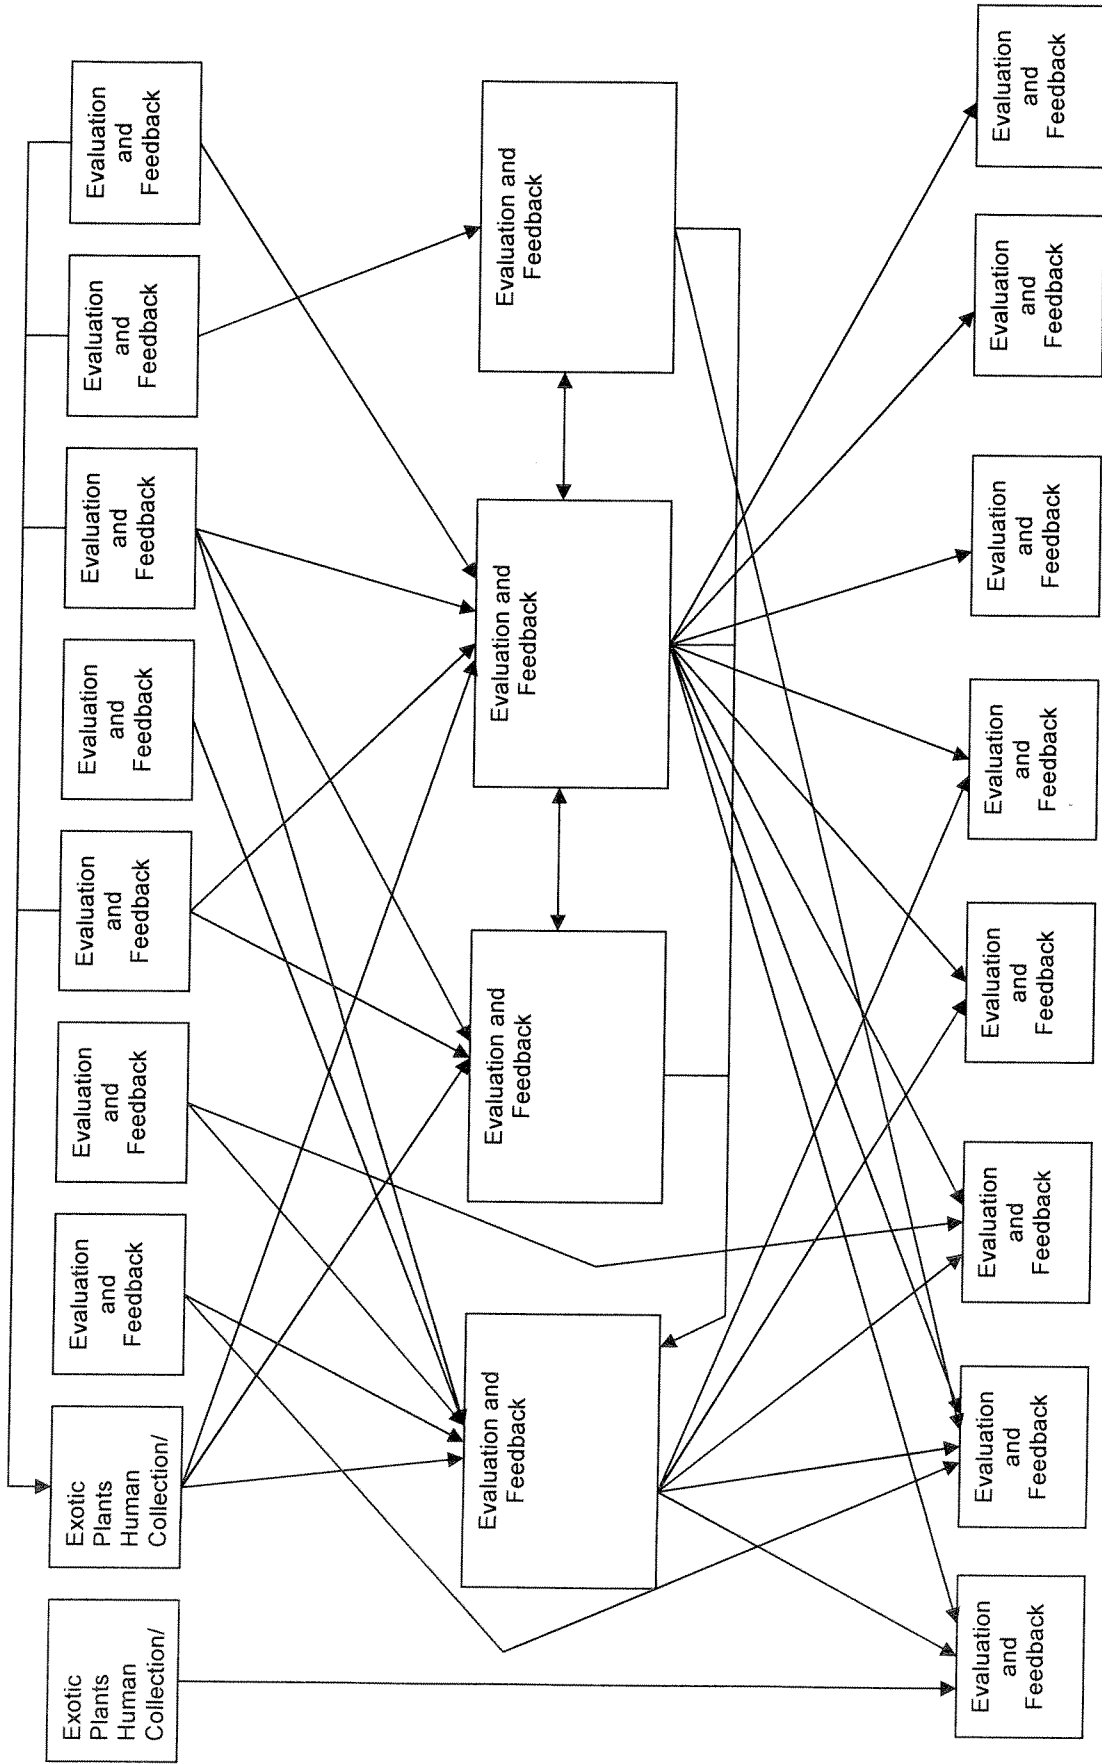 Exotic
Plants
Human
Collection/
Exotic
Plants
Human
Collection/
Evaluation
and
Feedback
Evaluation
and
Feedback
Evaluation
and
Feedback
Evaluation
and
Feedback
Evaluation
and
Feedback
Evaluation
and
Feedback
Evaluation
and
Feedback
Evaluation and
Feedback
Evaluation and
Feedback
Evaluation and
Feedback
Evaluation and
Feedback
Evaluation
and
Feedback
Evaluation
and
Feedback
Evaluation
and
Feedback
Evaluation
and
Feedback
Evaluation
and
Feedback
Evaluation
and
Feedback
Evaluation
and
Feedback
Evaluation
and
Feedback